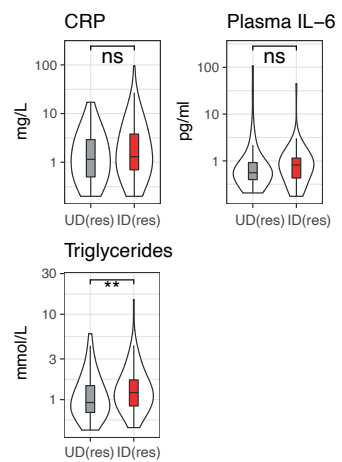 CRP
mg/L
100
10
1
ns
UD(res) ID(res)
Plasma IL−6
pg/ml
100
10
1
ns
UD(res) ID(res)
Triglycerides
mmol/L
30
10
3
1
**
UD(res) ID(res)